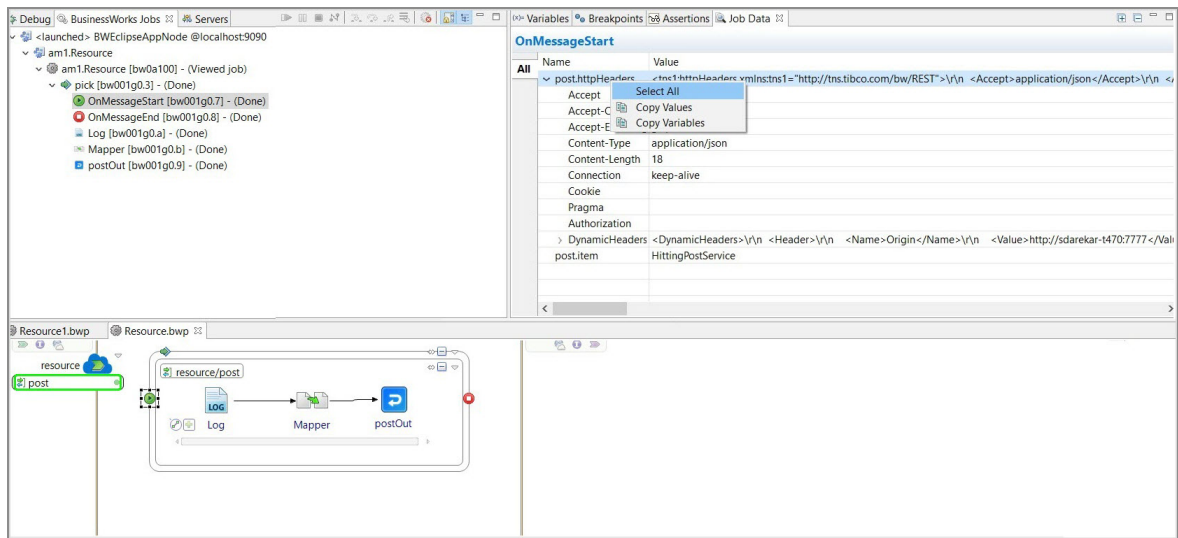 Debug BusinessWorks Jobs Servers
<launched> BWEclipseAppNode @localhost:9090
am1.Resource
am1.Resource [bw0a100] - (Viewed job)
pick [bw001g0.3] - (Done)
OnMessageStart [bw001g0.7] - (Done)
OnMessageEnd [bw001g0.8] - (Done)
Log [bw001g0.a] - (Done)
Mapper [bw001g0.b] - (Done)
postOut [bw001g0.9] - (Done)
(x)= Variables Breakpoints Assertions Job Data
OnMessageStart
All
Name Value
post.httpHeaders <tns1:httpHeaders xmlns:tns1="http://tns.tibco.com/bw/REST">\r\n <Accept>application/json</Accept>\r\n
Select All
Copy Values
Copy Variables
Accept
Accept-C
Accept-E
Content-Type application/json
Content-Length 18
Connection keep-alive
Cookie
Pragma
Authorization
DynamicHeaders <DynamicHeaders>\r\n <Header>\r\n <Name>Origin</Name>\r\n <Value>http://sdarekar-t470:7777</Val
post.item HittingPostService
Resource1.bwp Resource.bwp
resource
post
resource/post
LOG
Log Mapper postOut